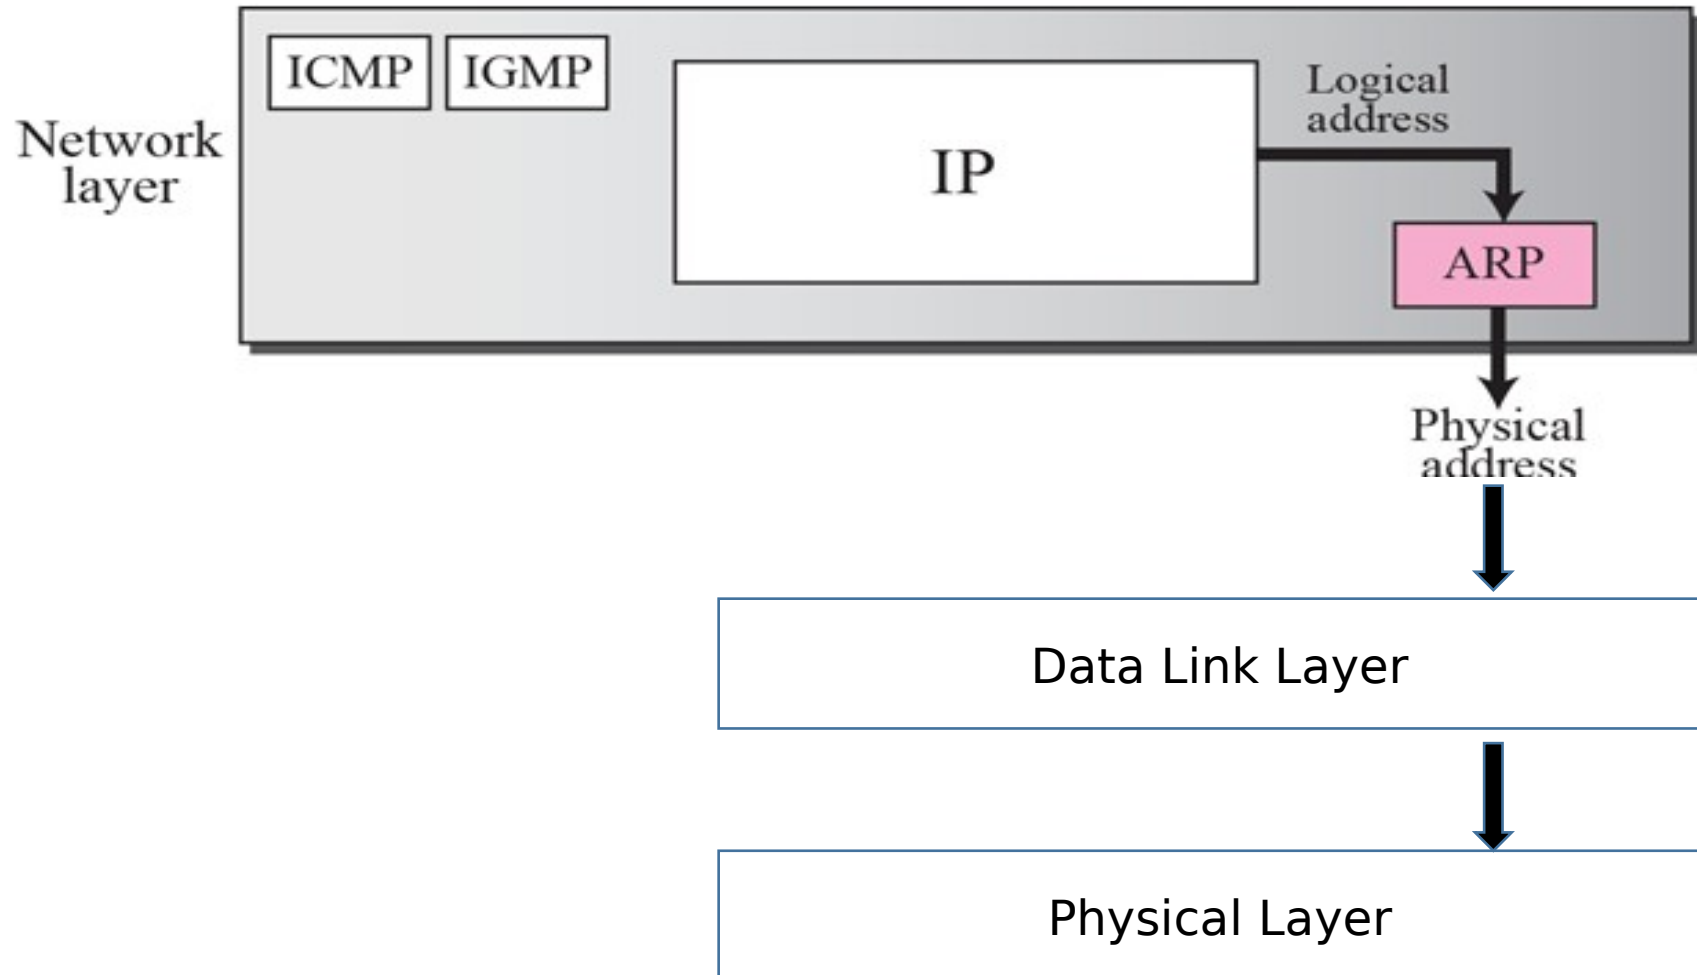 ICMP
IGMP
Logical
address
Network
layer
IP
ARP
Physical
address
Data Link Layer
Physical Layer